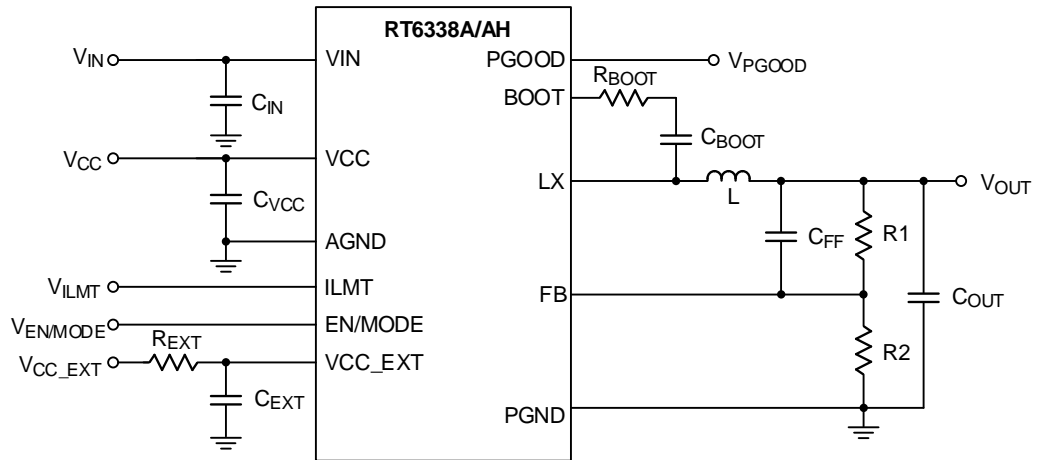 RT6338A/AH
VIN
VIN
PGOOD
VPGOOD
RBOOT
BOOT
CIN
CBOOT
VCC
VCC
LX
L
VOUT
CVCC
CFF
R1
AGND
VILMT
ILMT
FB
COUT
VEN/MODE
EN/MODE
REXT
R2
VCC_EXT
VCC_EXT
CEXT
PGND